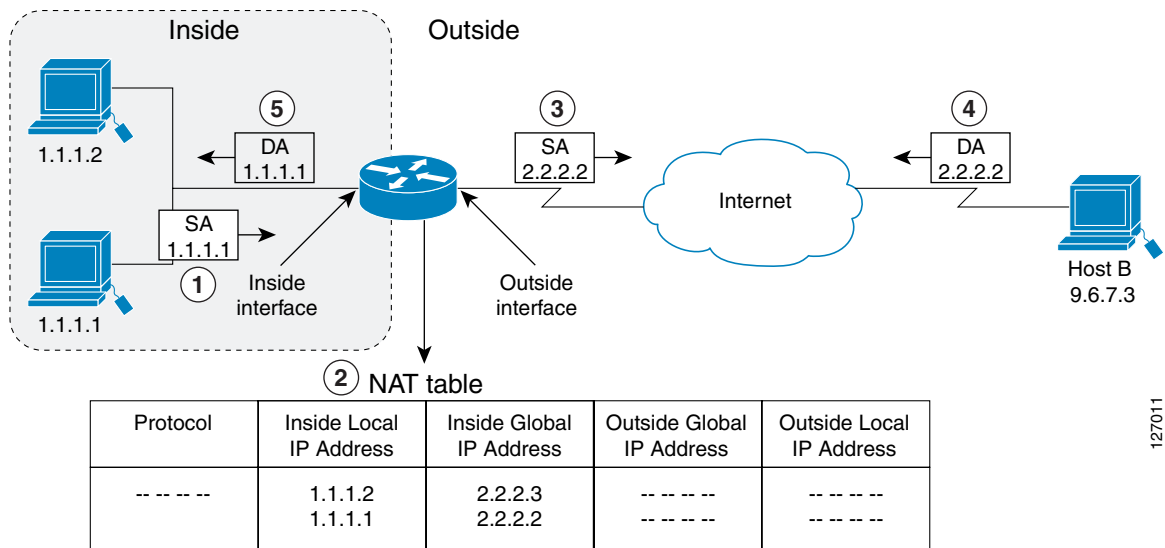 Inside
Outside
5
DA
1.1.1.1
3
SA
2.2.2.2
4
DA
2.2.2.2
1.1.1.2
SA
1.1.1.1
1
Internet
Inside
interface
Outside
interface
Host B
9.6.7.3
1.1.1.1
2
NAT table
Protocol
Inside Local
IP Address
Inside Global
IP Address
Outside Global
IP Address
Outside Local
IP Address
-- -- -- -- 1.1.1.2 2.2.2.3 -- -- -- -- -- -- -- --
1.1.1.1 2.2.2.2 -- -- -- -- -- -- -- --
127011